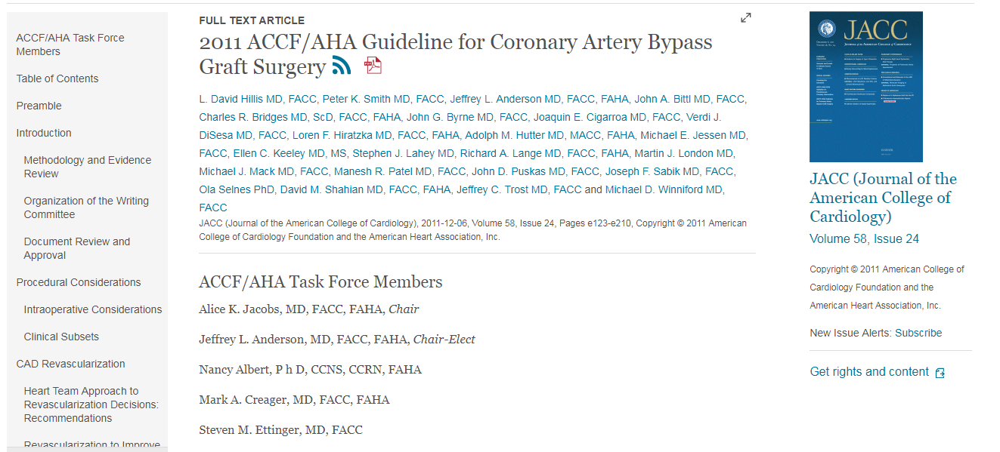 ACCF/AHA Task Force
Members
Table of Contents
Preamble
Introduction
Methodology and Evidence
Review
Organization of the Writing
Committee
Document Review and
Approval
Procedural Considerations
Intraoperative Considerations
Clinical Subsets
CAD Revascularization
Heart Team Approach to
Revascularization Decisions:
Recommendations
Revascularization to Improve
FULL TEXT ARTICLE
2011 ACCF/AHA Guideline for Coronary Artery Bypass
Graft Surgery
L. David Hillis MD, FACC, Peter K. Smith MD, FACC, Jeffrey L. Anderson MD, FACC, FAHA, John A. Bittl MD, FACC,
Charles R. Bridges MD, ScD, FACC, FAHA, John G. Byrne MD, FACC, Joaquin E. Cigarroa MD, FACC, Verdi J.
DiSesa MD, FACC, Loren F. Hiratzka MD, FACC, FAHA, Adolph M. Hutter MD, MACC, FAHA, Michael E. Jessen MD,
FACC, Ellen C. Keeley MD, MS, Stephen J. Lahey MD, Richard A. Lange MD, FACC, FAHA, Martin J. London MD,
Michael J. Mack MD, FACC, Manesh R. Patel MD, FACC, John D. Puskas MD, FACC, Joseph F. Sabik MD, FACC,
Ola Selnes PhD, David M. Shahian MD, FACC, FAHA, Jeffrey C. Trost MD, FACC and Michael D. Winniford MD,
FACC
JACC (Journal of the American College of Cardiology), 2011-12-06, Volume 58, Issue 24, Pages e123-e210, Copyright © 2011 American
College of Cardiology Foundation and the American Heart Association, Inc.
ACCF/AHA Task Force Members
Alice K. Jacobs, MD, FACC, FAHA, Chair
Jeffrey L. Anderson, MD, FACC, FAHA, Chair-Elect
Nancy Albert, P h D, CCNS, CCRN, FAHA
Mark A. Creager, MD, FACC, FAHA
Steven M. Ettinger, MD, FACC
JACC
JOURNAL OF THE AMERICAN COLLEGE OF CARDIOLOGY
JACC (Journal of the
American College of
Cardiology)
Volume 58, Issue 24
Copyright © 2011 American College of
Cardiology Foundation and the
American Heart Association, Inc.
New Issue Alerts: Subscribe
Get rights and content